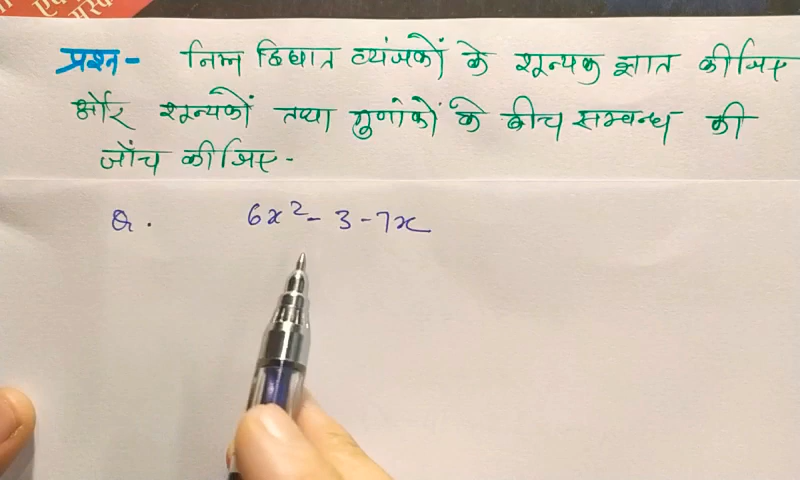 प्रश्न- निम्न द्विघात व्यंजकों के शून्यक ज्ञात कीजिए
और शून्यकों तथा गुणांकों के बीच सम्बन्ध की
जाँच कीजिए -
Q. 6x² - 3 - 7x